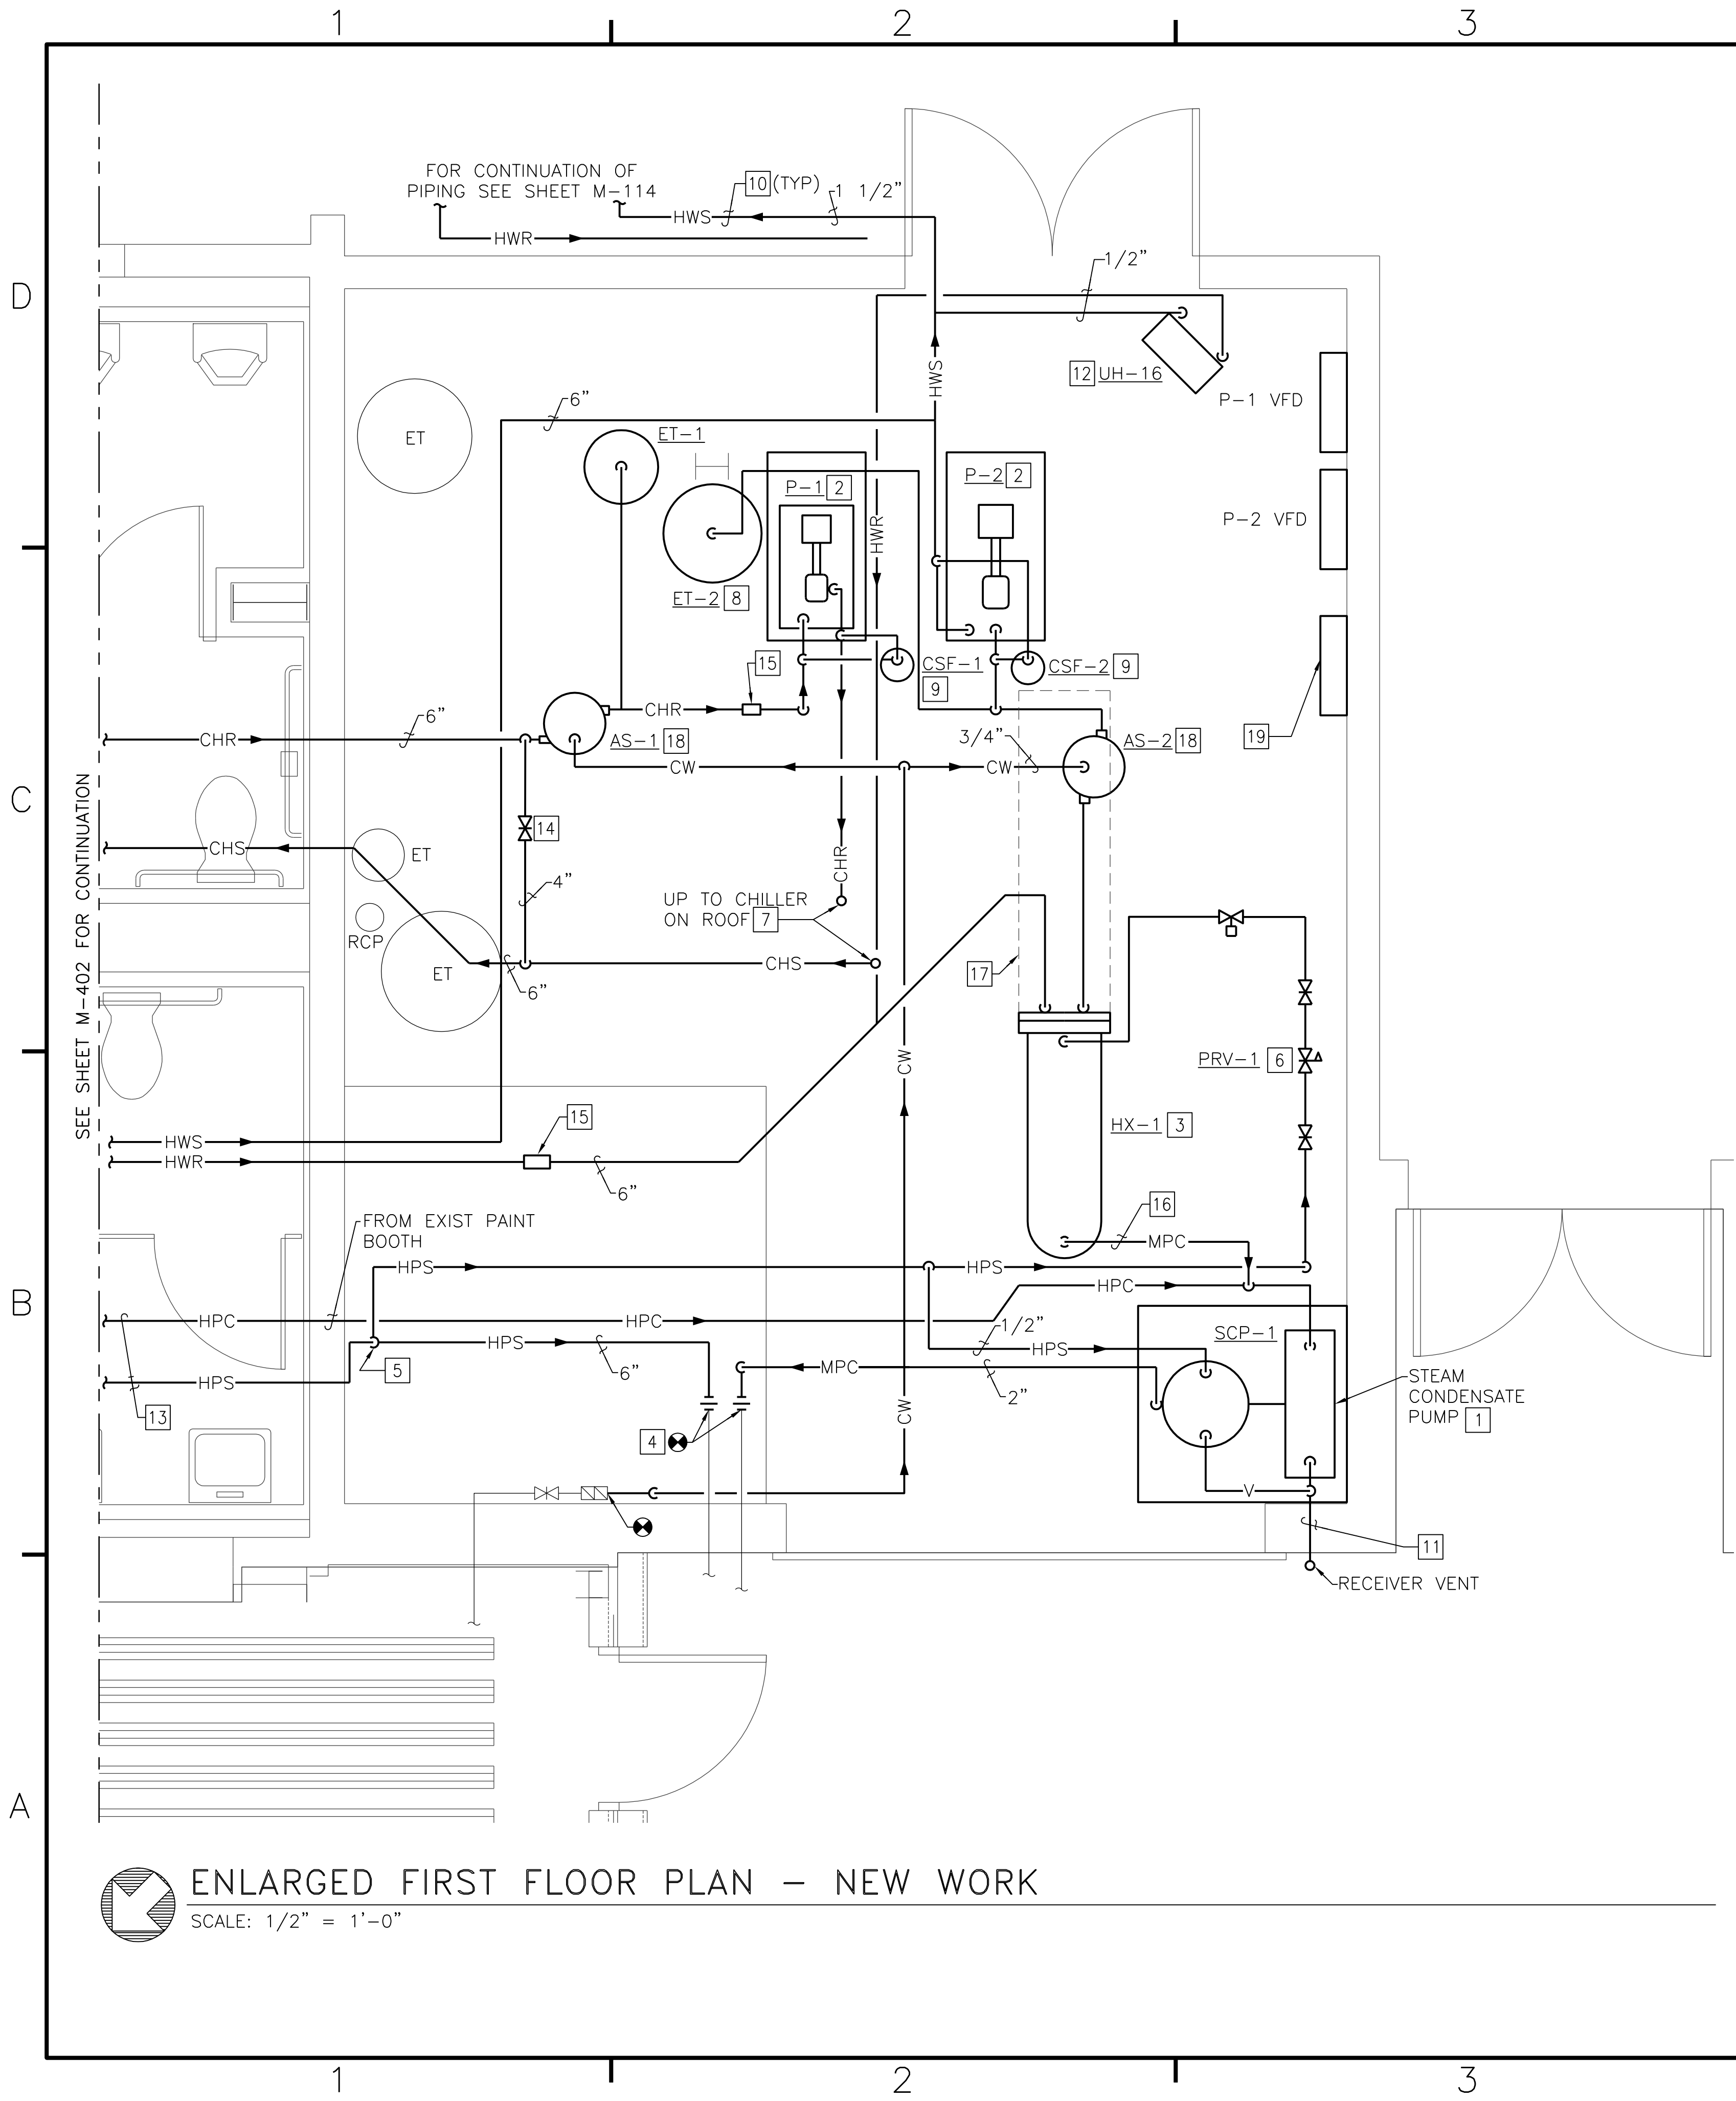 1
2
3
FOR CONTINUATION OF
PIPING SEE SHEET M-114
10 (TYP)
1 1/2"
HWS
HWR
1/2"
D
HWS
12 UH-16
P-1 VFD
6"
ET
ET-1
P-1 2
P-2 2
P-2 VFD
HWR
ET-2 8
15
CSF-1
9
CSF-2 9
CHR
6"
CHR
AS-1 18
3/4"
AS-2 18
19
CW
CW
C
SEE SHEET M-402 FOR CONTINUATION
14
CHS
ET
CHR
4"
UP TO CHILLER
ON ROOF 7
RCP
ET
CHS
17
6"
CW
PRV-1 6
15
HX-1 3
HWS
HWR
6"
16
FROM EXIST PAINT
BOOTH
MPC
HPS
HPS
HPC
B
HPC
HPC
1/2"
SCP-1
HPS
HPS
6"
MPC
5
HPS
2"
STEAM
CONDENSATE
PUMP 1
13
CW
4
V
11
RECEIVER VENT
A
ENLARGED FIRST FLOOR PLAN - NEW WORK
SCALE: 1/2" = 1'-0"
1
2
3